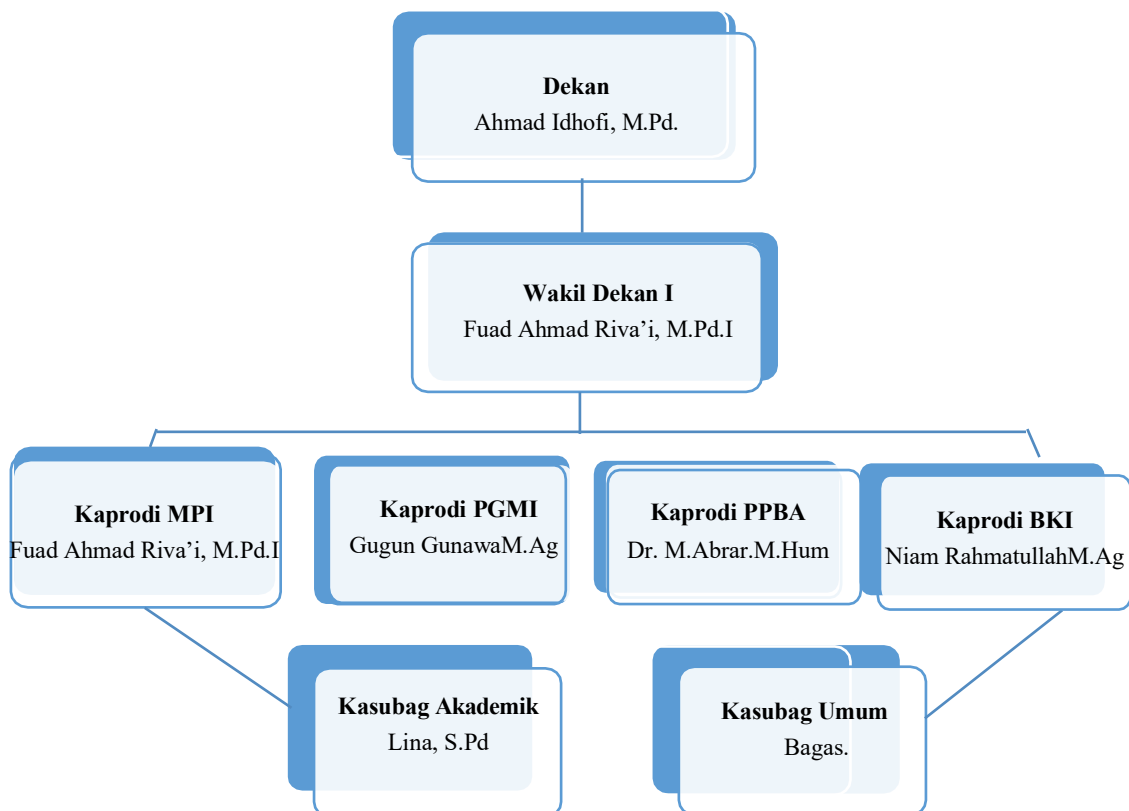 Dekan
Ahmad Idhofi, M.Pd.
Wakil Dekan I
Fuad Ahmad Riva’i, M.Pd.I
Kaprodi MPI
Fuad Ahmad Riva’i, M.Pd.I
Kaprodi PGMI
Gugun GunawaM.Ag
Kaprodi PPBA
Dr. M.Abrar.M.Hum
Kaprodi BKI
Niam RahmatullahM.Ag
Kasubag Akademik
Lina, S.Pd
Kasubag Umum
Bagas.